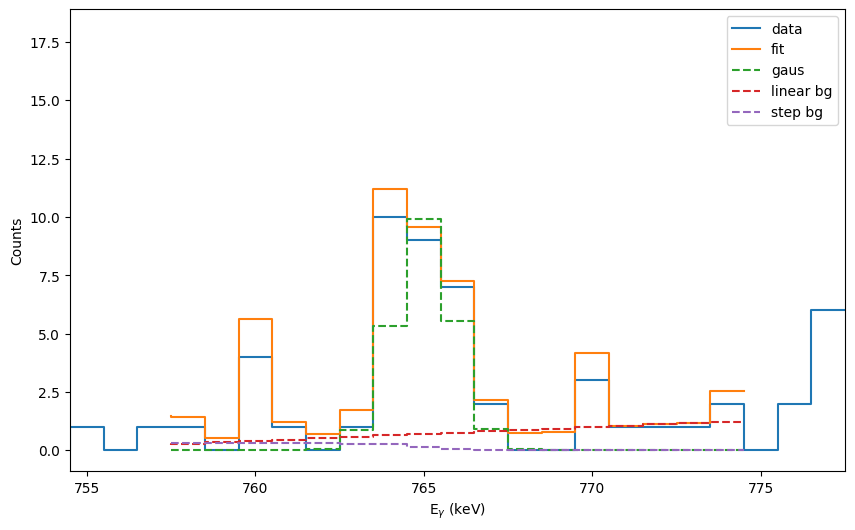 17.5
15.0
12.5
10.0
7.5
5.0
2.5
0.0
Counts
data
fit
gaus
linear bg
step bg
755 760 765 770 775
Eγ (keV)